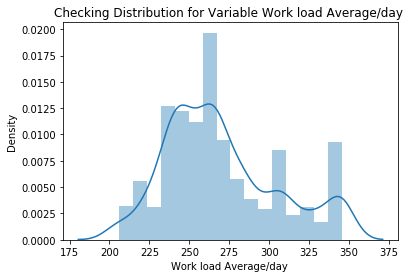 Checking Distribution for Variable Work load Average/day
0.0200
0.0175
0.0150
0.0125
0.0100
0.0075
0.0050
0.0025
0.0000
Density
175 200 225 250 275 300 325 350 375
Work load Average/day